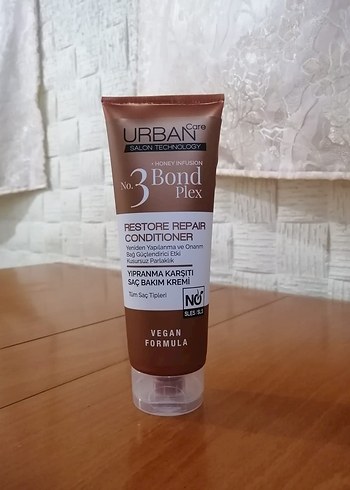 URBAN Care
SALON TECHNOLOGY
+ HONEY INFUSION
No. 3 Bond
Plex
RESTORE REPAIR
CONDITIONER
Yeniden Yapılanma ve Onarım
Bağ Güçlendirici Etki
Kusursuz Parlaklık
YIPRANMA KARŞITI
SAÇ BAKIM KREMİ
Tüm Saç Tipleri
NO
SLES / SLS
VEGAN
FORMULA